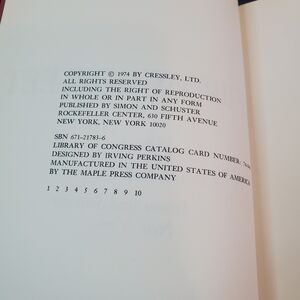 COPYRIGHT © 1974 BY CRESSLEY, LTD.
ALL RIGHTS RESERVED
INCLUDING THE RIGHT OF REPRODUCTION
IN WHOLE OR IN PART IN ANY FORM
PUBLISHED BY SIMON AND SCHUSTER
ROCKEFELLER CENTER, 630 FIFTH AVENUE
NEW YORK, NEW YORK 10020
SBN 671-21783-6
LIBRARY OF CONGRESS CATALOG CARD NUMBER:
DESIGNED BY IRVING PERKINS
MANUFACTURED IN THE UNITED STATES OF AMERICA
BY THE MAPLE PRESS COMPANY
1 2 3 4 5 6 7 8 9 10